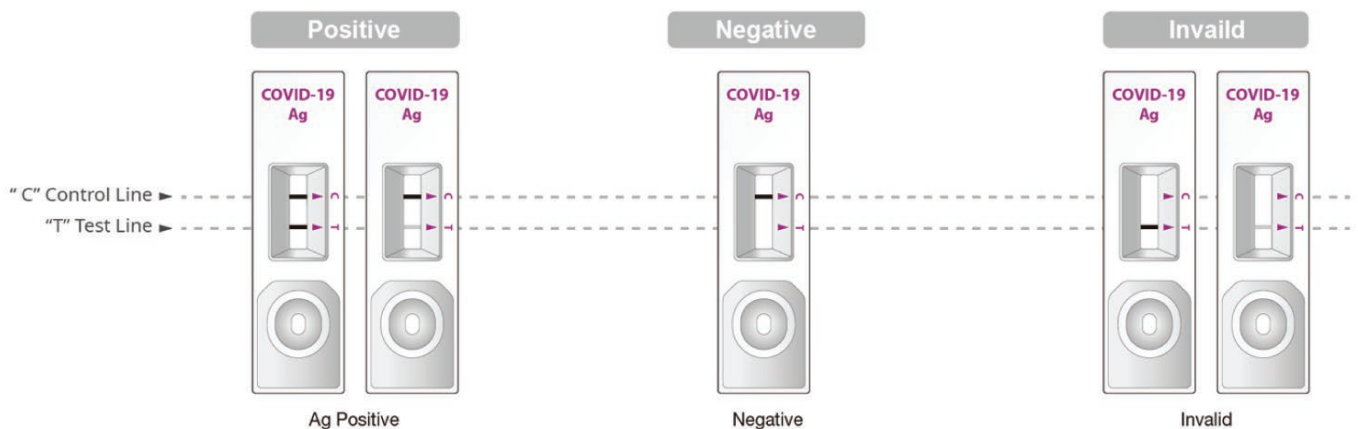 Positive
Negative
Invaild
COVID-19
Ag
COVID-19
Ag
COVID-19
Ag
COVID-19
Ag
COVID-19
Ag
“ C” Control Line ►
C
C
C
C
C
“T” Test Line ►
T
T
T
T
T
Ag Positive
Negative
Invalid